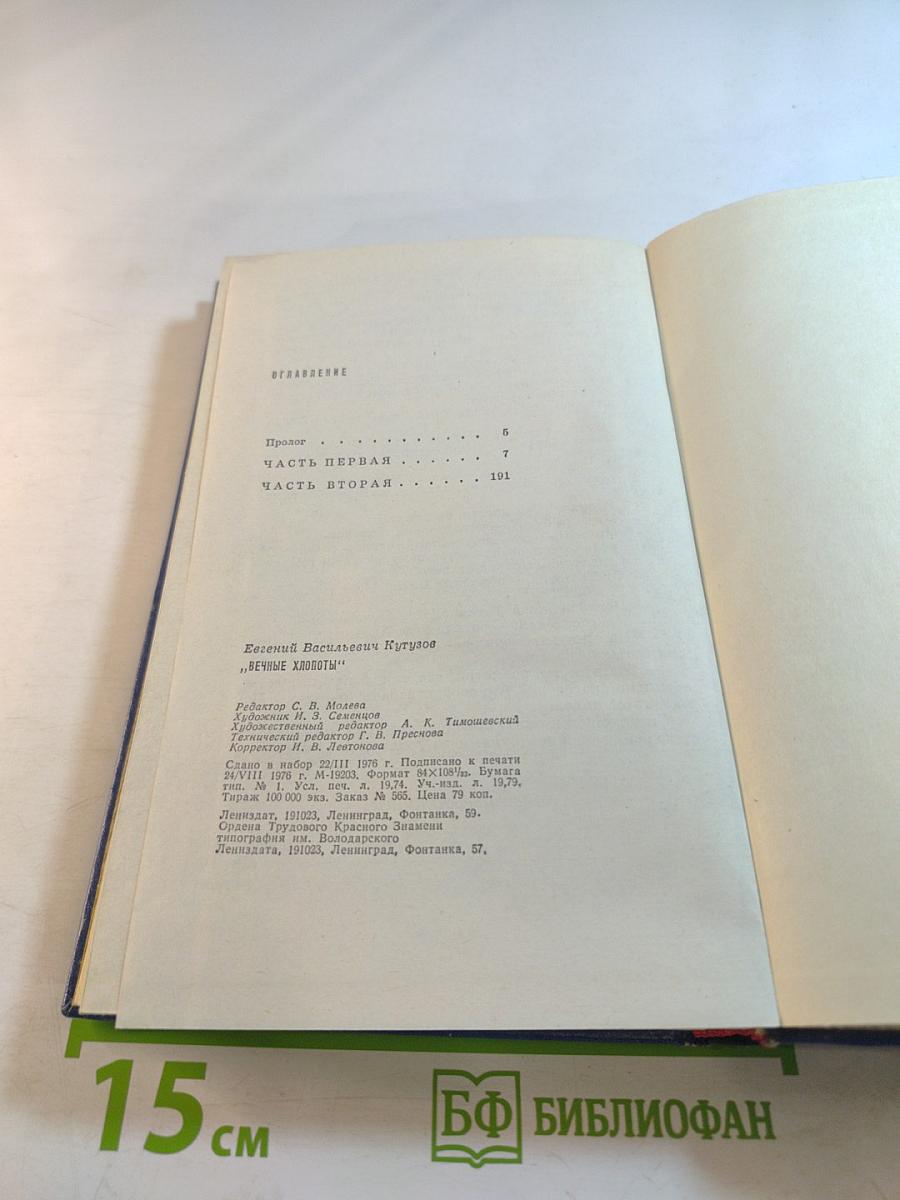 ОГЛАВЛЕНИЕ
Пролог . . . . . . . . . . . 5
ЧАСТЬ ПЕРВАЯ . . . . . . 7
ЧАСТЬ ВТОРАЯ . . . . . . 191
Евгений Васильевич Кутузов
„ВЕЧНЫЕ ХЛОПОТЫ“
Редактор С. В. Молева
Художник И. З. Семенцов
Художественный редактор А. К. Тимошевский
Технический редактор Г. В. Преснова
Корректор И. В. Левтонова
Сдано в набор 22/III 1976 г. Подписано к печати
24/VIII 1976 г. М-19203. Формат 84×108¹/₃₂. Бумага
тип. № 1. Усл. печ. л. 19,74. Уч.-изд. л. 19,79.
Тираж 100 000 экз. Заказ № 565. Цена 79 коп.
Лениздат, 191023, Ленинград, Фонтанка, 59.
Ордена Трудового Красного Знамени
типография им. Володарского
Лениздата, 191023, Ленинград, Фонтанка, 57.
15 см
БФ БИБЛИОФАН